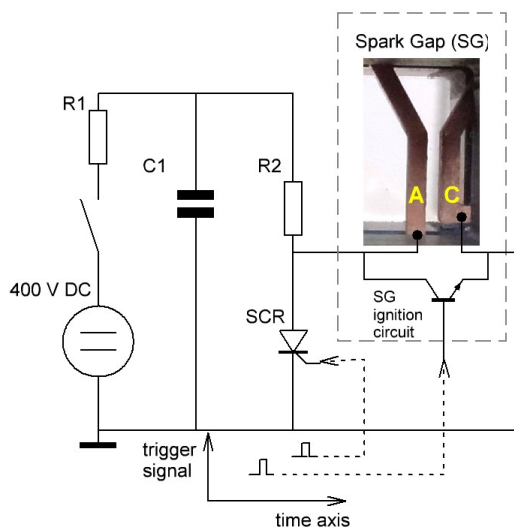 Spark Gap (SG)
R1
C1
R2
A
C
400 V DC
SCR
SG
ignition
circuit
trigger
signal
time axis